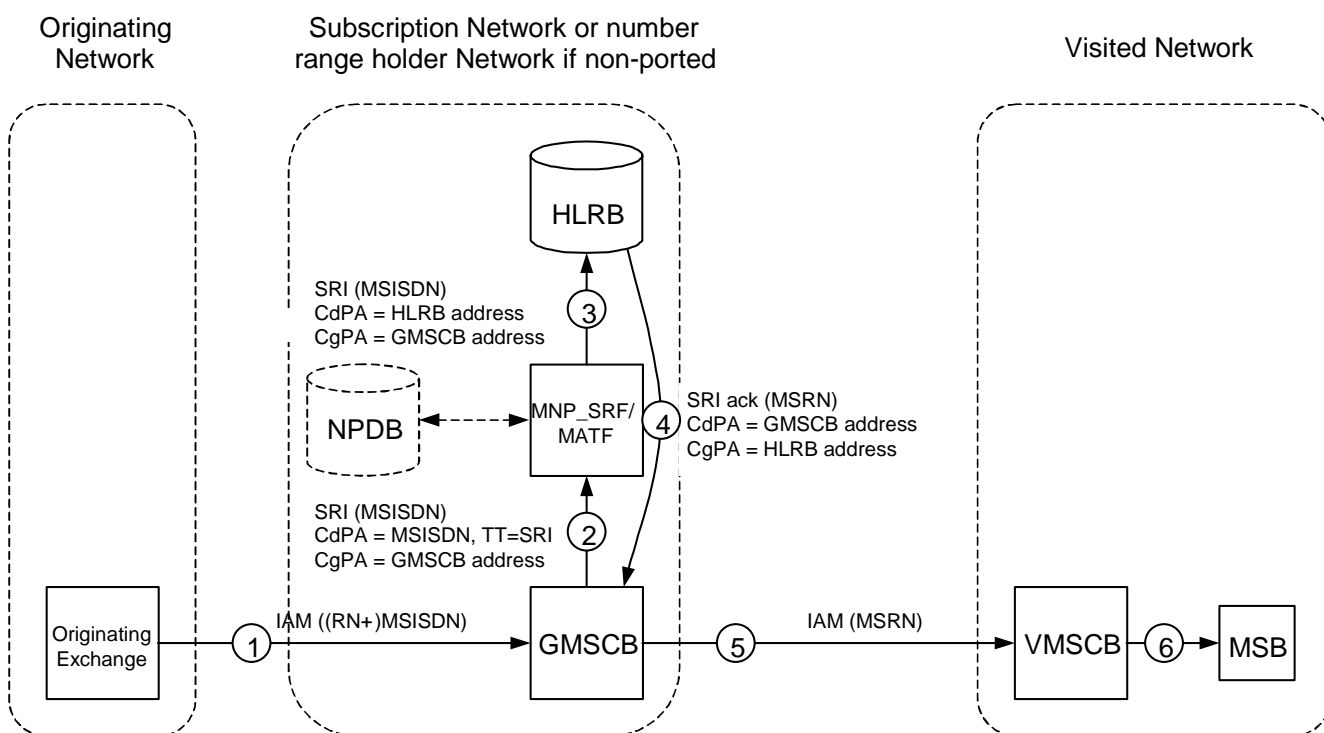 Originating
Network
Subscription Network or number
range holder Network if non-ported
Visited Network
HLRB
SRI (MSISDN)
CdPA = HLRB address
CgPA = GMSCB address
3
NPDB
MNP_SRF/
MATF
4
SRI ack (MSRN)
CdPA = GMSCB address
CgPA = HLRB address
SRI (MSISDN)
CdPA = MSISDN, TT=SRI
CgPA = GMSCB address
2
Originating
Exchange
1
IAM ((RN+)MSISDN)
GMSCB
5
IAM (MSRN)
VMSCB
6
MSB